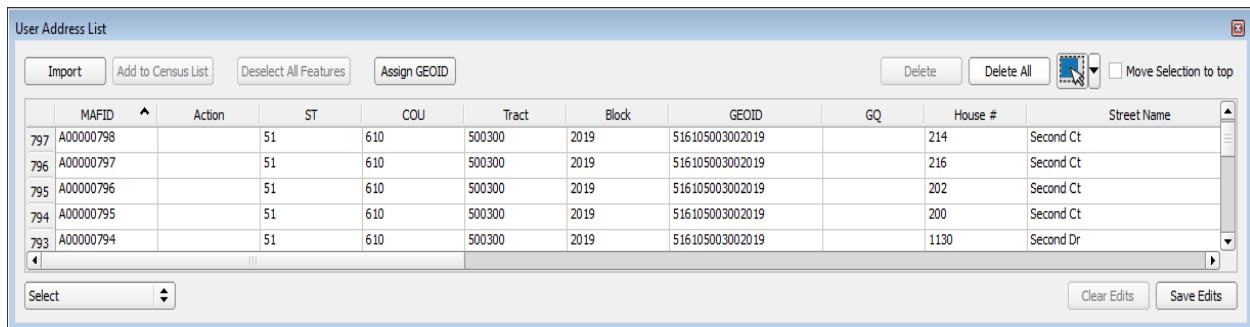 User Address List
Import Add to Census List Deselect All Features Assign GEOID Delete Delete All Move Selection to top
MAFID Action ST COU Tract Block GEOID GQ House # Street Name
797 A00000798 51 610 500300 2019 516105003002019 214 Second Ct
796 A00000797 51 610 500300 2019 516105003002019 216 Second Ct
795 A00000796 51 610 500300 2019 516105003002019 202 Second Ct
794 A00000795 51 610 500300 2019 516105003002019 200 Second Ct
793 A00000794 51 610 500300 2019 516105003002019 1130 Second Dr
Select Clear Edits Save Edits